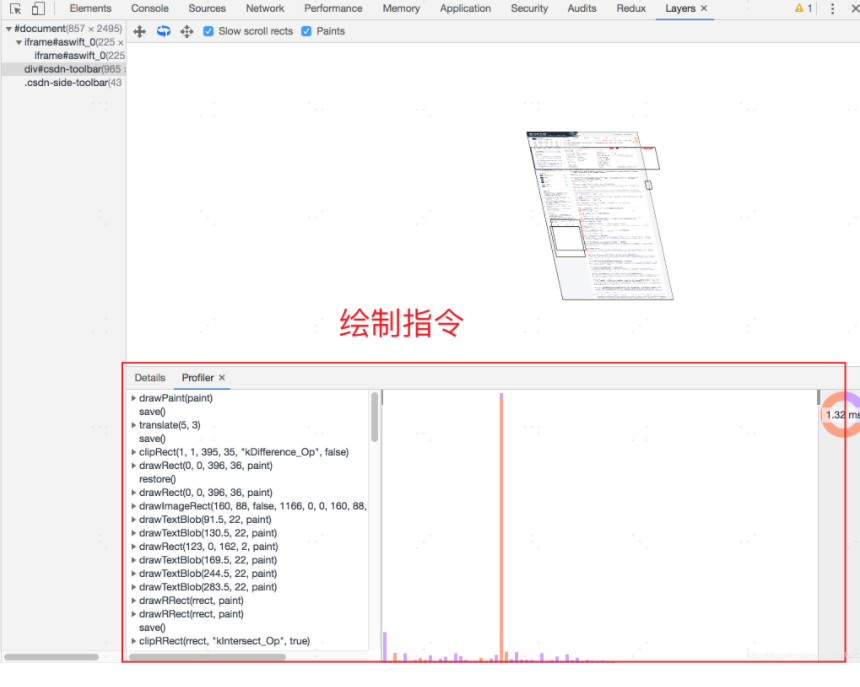 Elements Console Sources Network Performance Memory Application Security Audits Redux Layers × 1
#document(857 × 2495)
Slow scroll rects Paints
iframe#aswift_0(225 ×
iframe#aswift_0(225
div#csdn-toolbar(965
.csdn-side-toolbar(43
绘制指令
Details Profiler ×
drawPaint(paint)
save()
translate(5, 3)
save()
clipRect(1, 1, 395, 35, "kDifference_Op", false)
drawRect(0, 0, 396, 36, paint)
restore()
drawRect(0, 0, 396, 36, paint)
drawImageRect(160, 88, false, 1166, 0, 0, 160, 88,
drawTextBlob(91.5, 22, paint)
drawTextBlob(130.5, 22, paint)
drawRect(123, 0, 162, 2, paint)
drawTextBlob(169.5, 22, paint)
drawTextBlob(244.5, 22, paint)
drawTextBlob(283.5, 22, paint)
drawRRect(rrect, paint)
drawRRect(rrect, paint)
save()
clipRRect(rrect, "kIntersect_Op", true)
1.32 ms